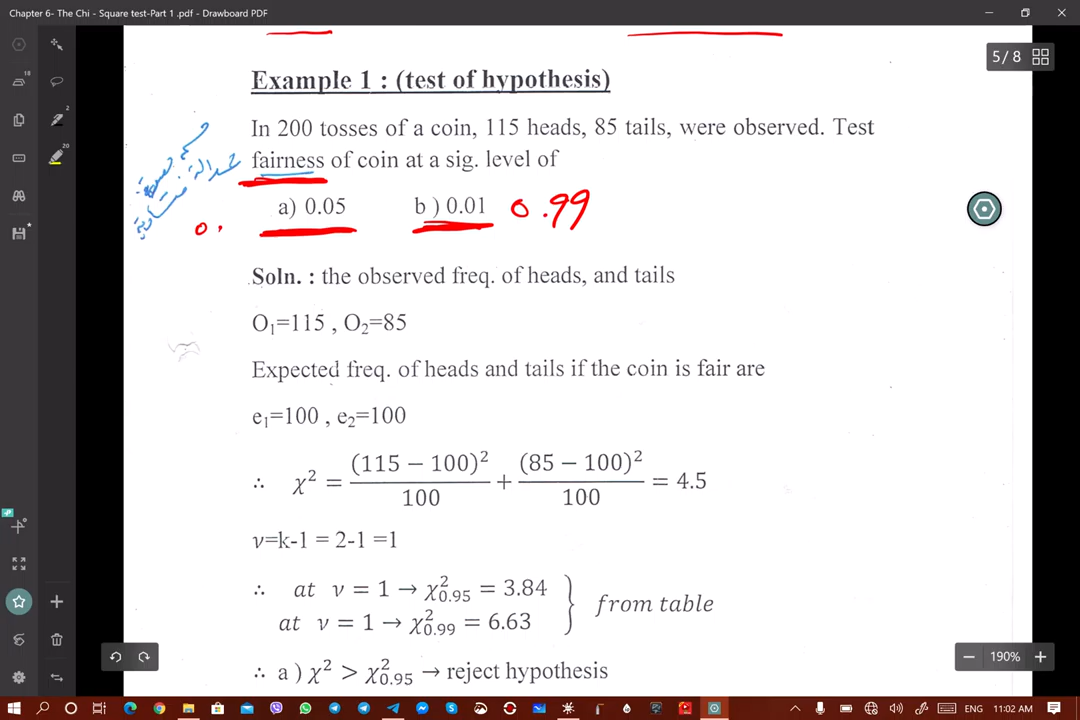 Chapter 6- The Chi - Square test-Part 1 .pdf - Drawboard PDF
5 / 8
Example 1 : (test of hypothesis)
In 200 tosses of a coin, 115 heads, 85 tails, were observed. Test
fairness of coin at a sig. level of
a) 0.05 b ) 0.01 0.99
0.
Soln. : the observed freq. of heads, and tails
O₁=115 , O₂=85
Expected freq. of heads and tails if the coin is fair are
e₁=100 , e₂=100
∴ χ² = (115 − 100)²/100 + (85 − 100)²/100 = 4.5
ν=k-1 = 2-1 =1
∴ at ν = 1 → χ²0.95 = 3.84
at ν = 1 → χ²0.99 = 6.63 } from table
∴ a ) χ² > χ²0.95 → reject hypothesis
190%
ENG 11:02 AM
18
2
20